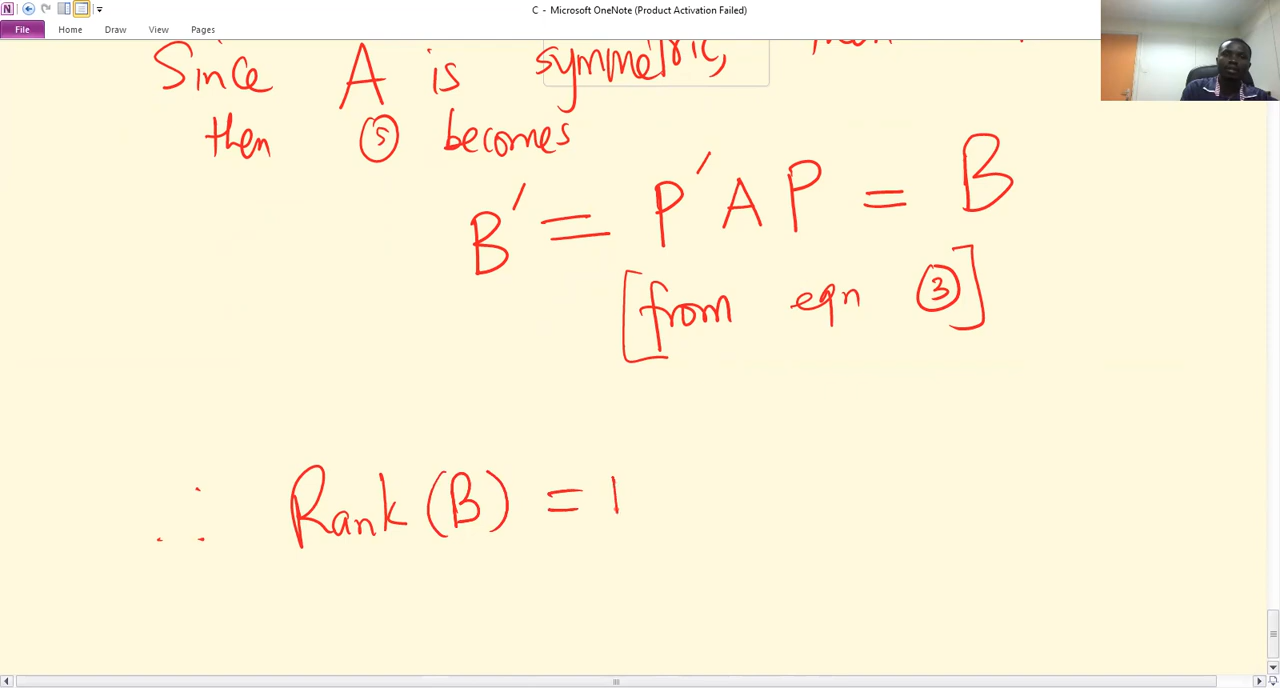 C - Microsoft OneNote (Product Activation Failed)
File Home Draw View Pages
Since A is symmetric, then
then ⑤ becomes
B′ = P′AP = B
[from eqn ③]
∴ Rank(B) = 1